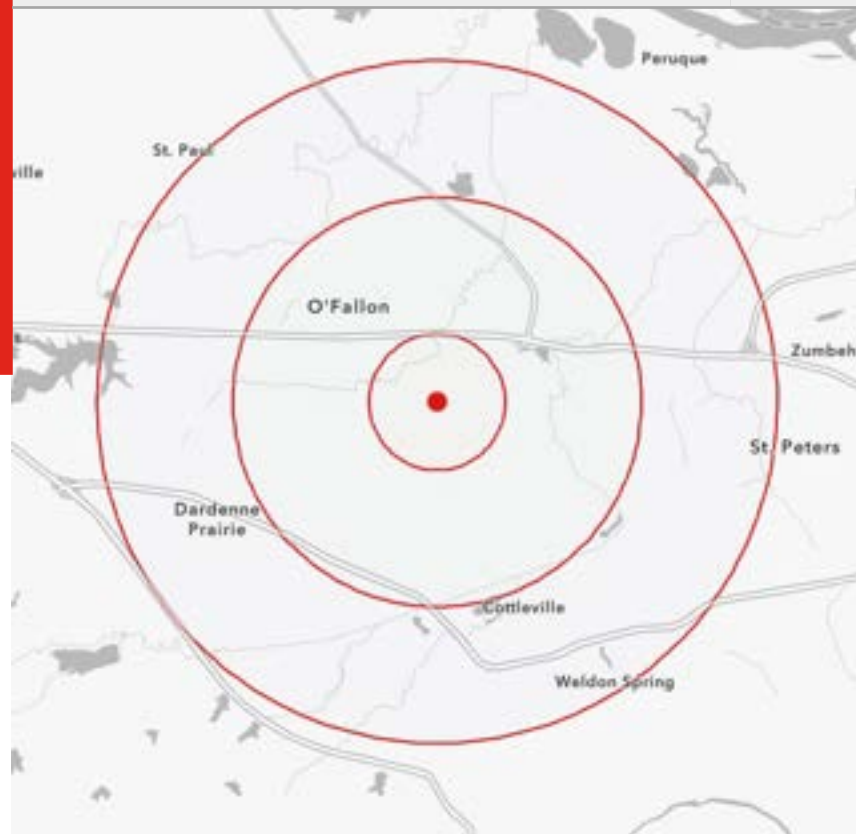 Peruque
St. Paul
ville
O'Fallon
Zumbeh
St. Peters
Dardenne
Prairie
Cottleville
Weldon Spring